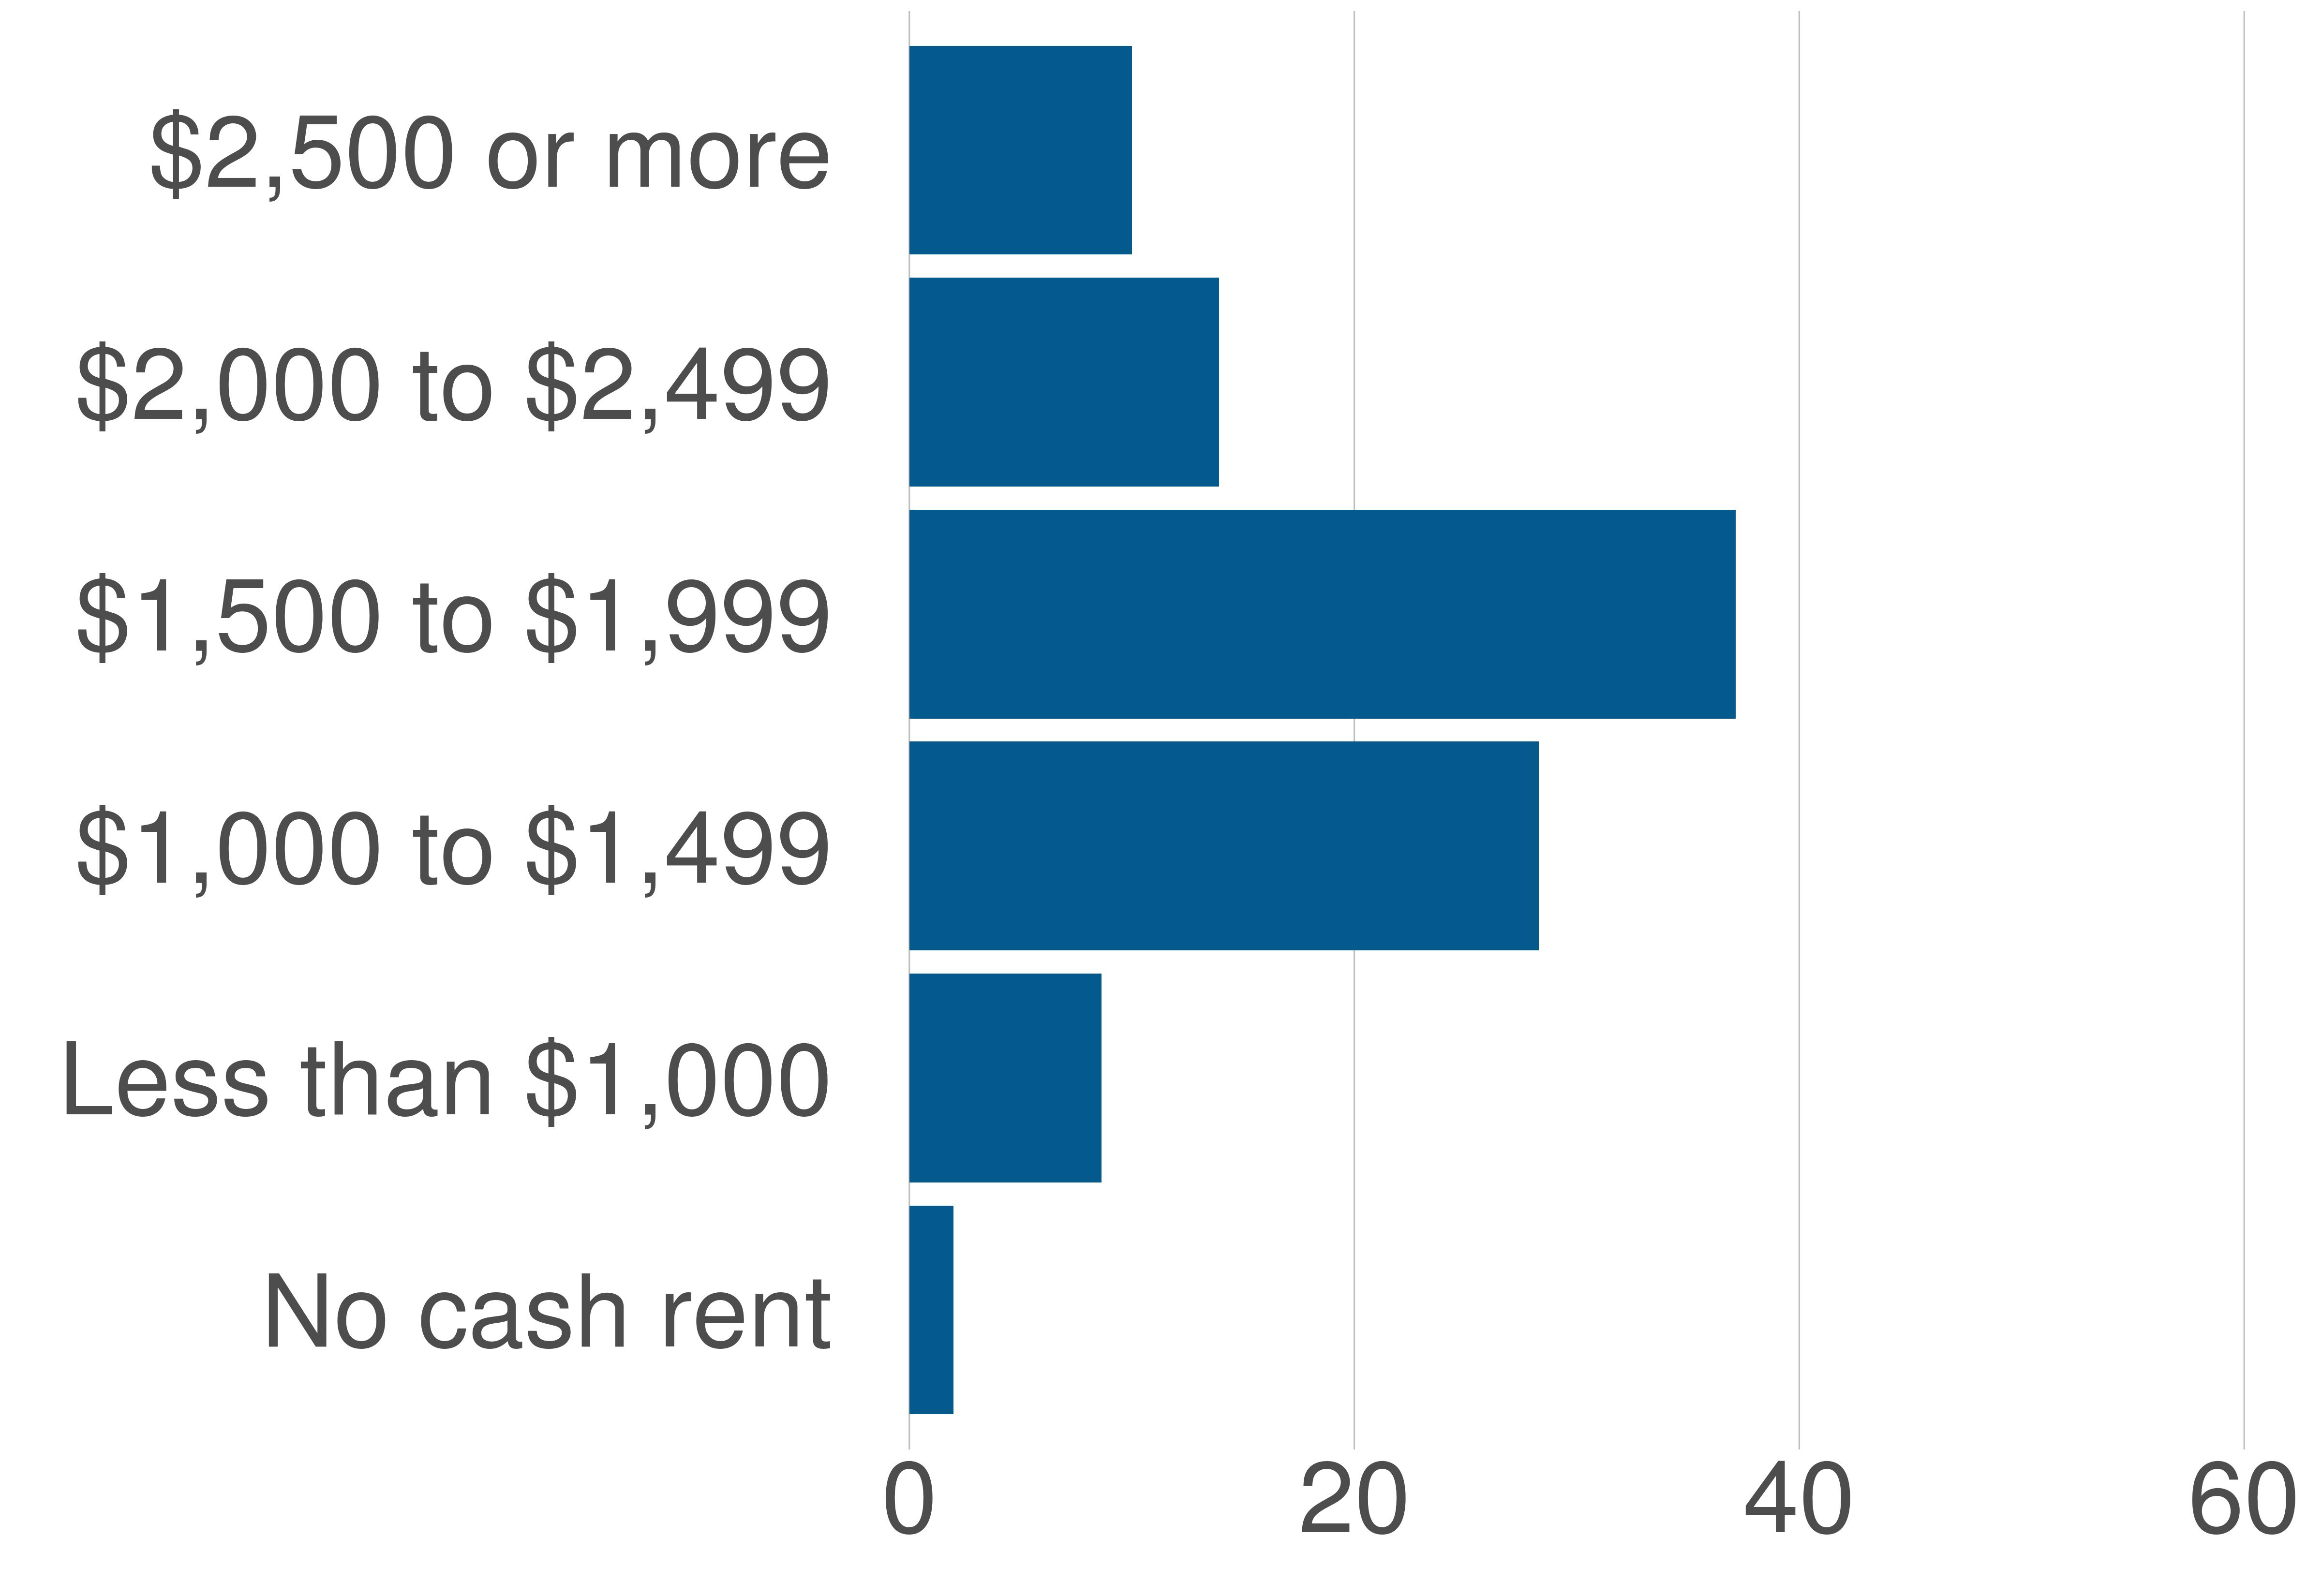 $2,500 or more
$2,000 to $2,499
$1,500 to $1,999
$1,000 to $1,499
Less than $1,000
No cash rent
0 20 40 60